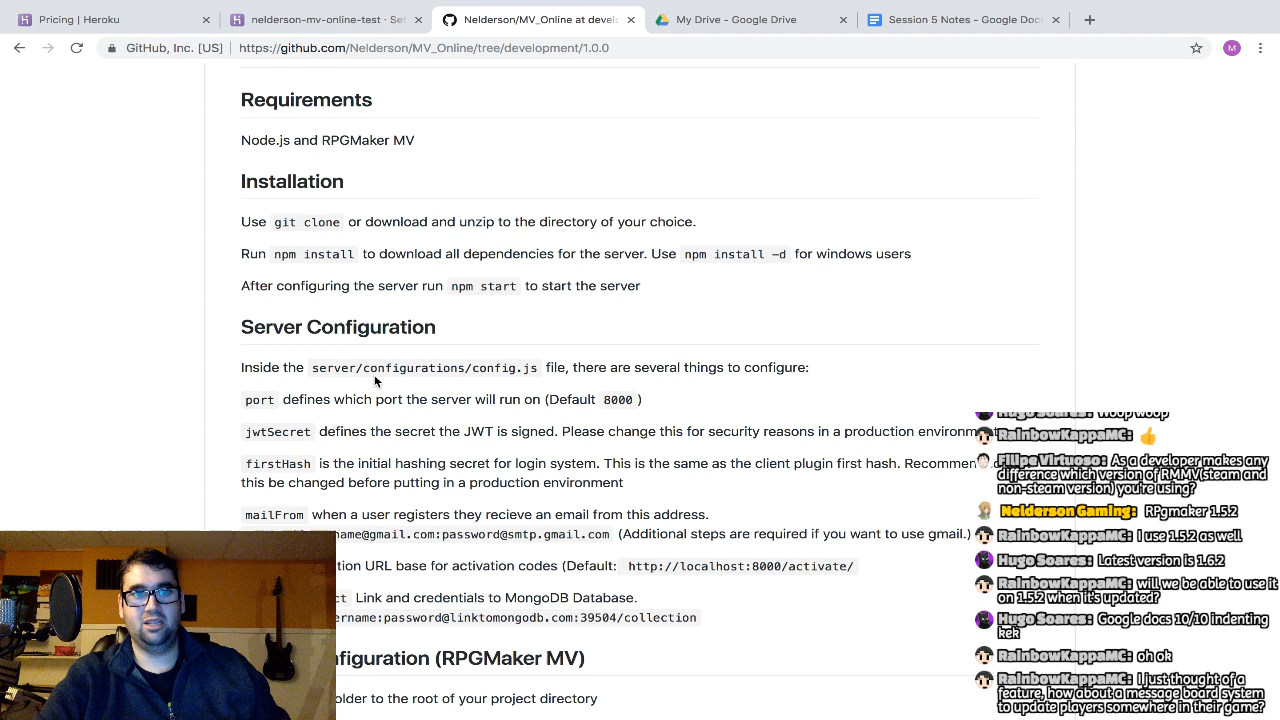 Pricing | Heroku
nelderson-mv-online-test · Set
Nelderson/MV_Online at develo
My Drive - Google Drive
Session 5 Notes - Google Docs
GitHub, Inc. [US]
https://github.com/Nelderson/MV_Online/tree/development/1.0.0
M
Requirements
Node.js and RPGMaker MV
Installation
Use git clone or download and unzip to the directory of your choice.
Run npm install to download all dependencies for the server. Use npm install -d for windows users
After configuring the server run npm start to start the server
Server Configuration
Inside the server/configurations/config.js file, there are several things to configure:
port defines which port the server will run on (Default 8000 )
jwtSecret defines the secret the JWT is signed. Please change this for security reasons in a production environm
firstHash is the initial hashing secret for login system. This is the same as the client plugin first hash. Recommen
this be changed before putting in a production environment
mailFrom when a user registers they recieve an email from this address.
name@gmail.com:password@smtp.gmail.com (Additional steps are required if you want to use gmail.)
tion URL base for activation codes (Default: http://localhost:8000/activate/
ct Link and credentials to MongoDB Database.
ername:password@linktomongodb.com:39504/collection
nfiguration (RPGMaker MV)
older to the root of your project directory
Hugo Soares: Woop woop
RainbowKappaMC: 👍
Filipe Virtuoso: As a developer makes any
difference which version of RMMV(steam and
non-steam version) you're using?
Nelderson Gaming: RPgmaker 1.5.2
RainbowKappaMC: I use 1.5.2 as well
Hugo Soares: Latest version is 1.6.2
RainbowKappaMC: will we be able to use it
on 1.5.2 when it's updated?
Hugo Soares: Google docs 10/10 indenting
kek
RainbowKappaMC: oh ok
RainbowKappaMC: I just thought of a
feature, how about a message board system
to update players somewhere in their game?